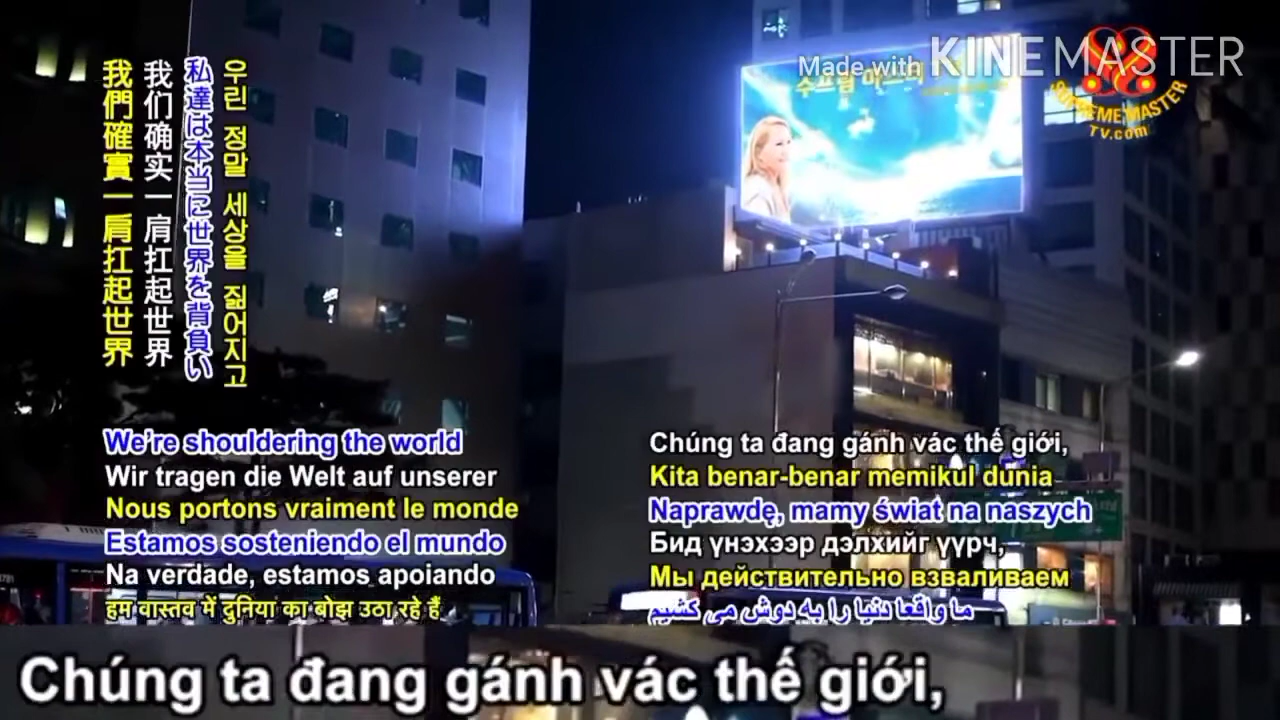 Made with KINEMASTER
수프림 마스터
SUPREME MASTER
TV.com
우린 정말 세상을 짊어지고
私達は本当に世界を背負い
我们确实一肩扛起世界
我們確實一肩扛起世界
We're shouldering the world
Wir tragen die Welt auf unserer
Nous portons vraiment le monde
Estamos sosteniendo el mundo
Na verdade, estamos apoiando
हम वास्तव में दुनिया का बोझ उठा रहे हैं
Chúng ta đang gánh vác thế giới,
Kita benar-benar memikul dunia
Naprawdę, mamy świat na naszych
Бид үнэхээр дэлхийг үүрч,
Мы действительно взваливаем
ما واقعا دنیا را به دوش می کشیم
Chúng ta đang gánh vác thế giới,